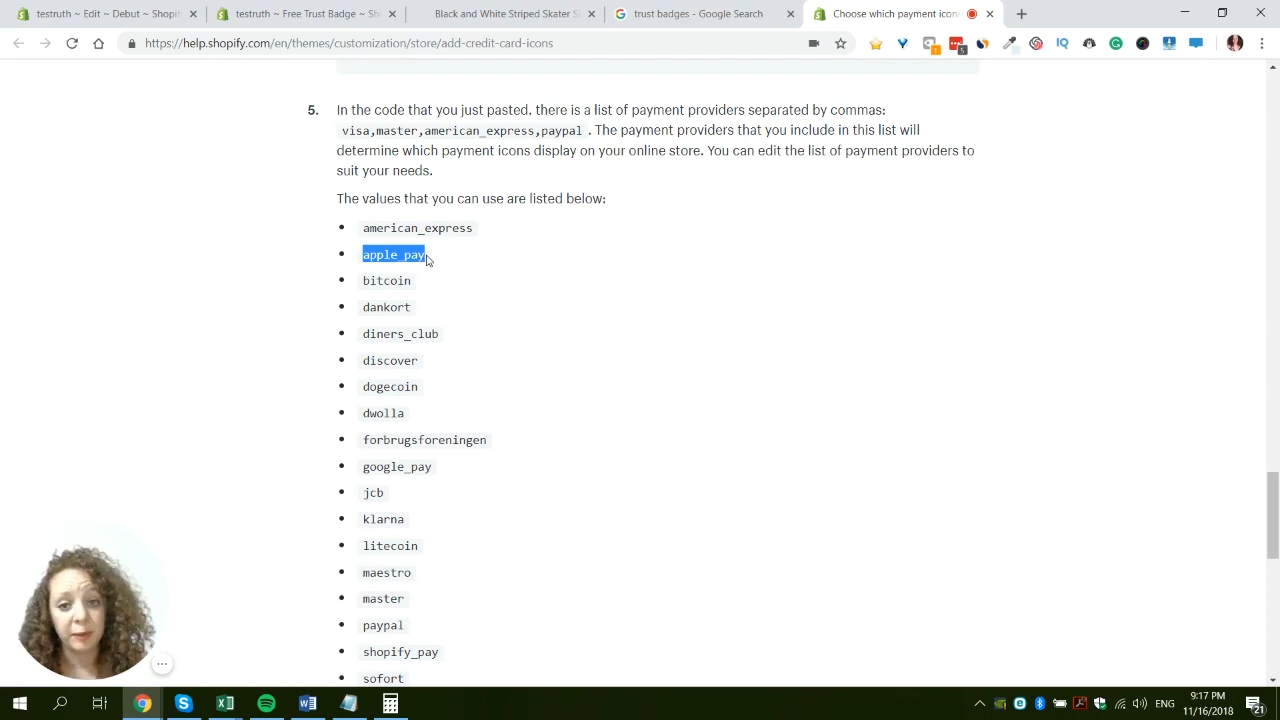 testruth ~ Edit ~ Debut ~ Shopif
testruth ~ Free Trust Badge ~ Sh
Black and White Striped Skater S
trust badges - Google Search
Choose which payment icon
https://help.shopify.com/en/themes/customization/store/add-credit-card-icons
5. In the code that you just pasted, there is a list of payment providers separated by commas:
visa,master,american_express,paypal . The payment providers that you include in this list will
determine which payment icons display on your online store. You can edit the list of payment providers to
suit your needs.
The values that you can use are listed below:
• american_express
• apple_pay
• bitcoin
• dankort
• diners_club
• discover
• dogecoin
• dwolla
• forbrugsforeningen
• google_pay
• jcb
• klarna
• litecoin
• maestro
• master
• paypal
• shopify_pay
• sofort
ENG
9:17 PM
11/16/2018
21